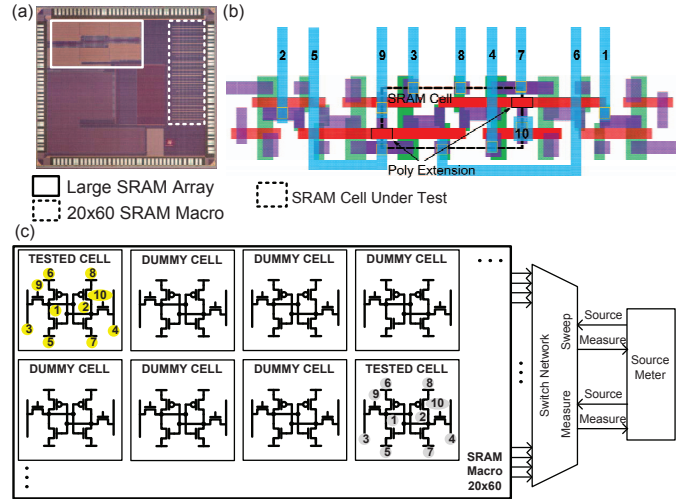 (a)
(b)
2 5 9 3 8 4 7 6 1
SRAM Cell
10
Poly Extension
Large SRAM Array
20x60 SRAM Macro
SRAM Cell Under Test
(c)
TESTED CELL DUMMY CELL DUMMY CELL DUMMY CELL
6 8
9 10
1 2
3 4
5 7
DUMMY CELL DUMMY CELL DUMMY CELL TESTED CELL
6 8
9 10
1 2
3 4
5 7
SRAM
Macro
20x60
Switch Network
Sweep
Measure
Source
Measure
Source
Measure
Source
Meter